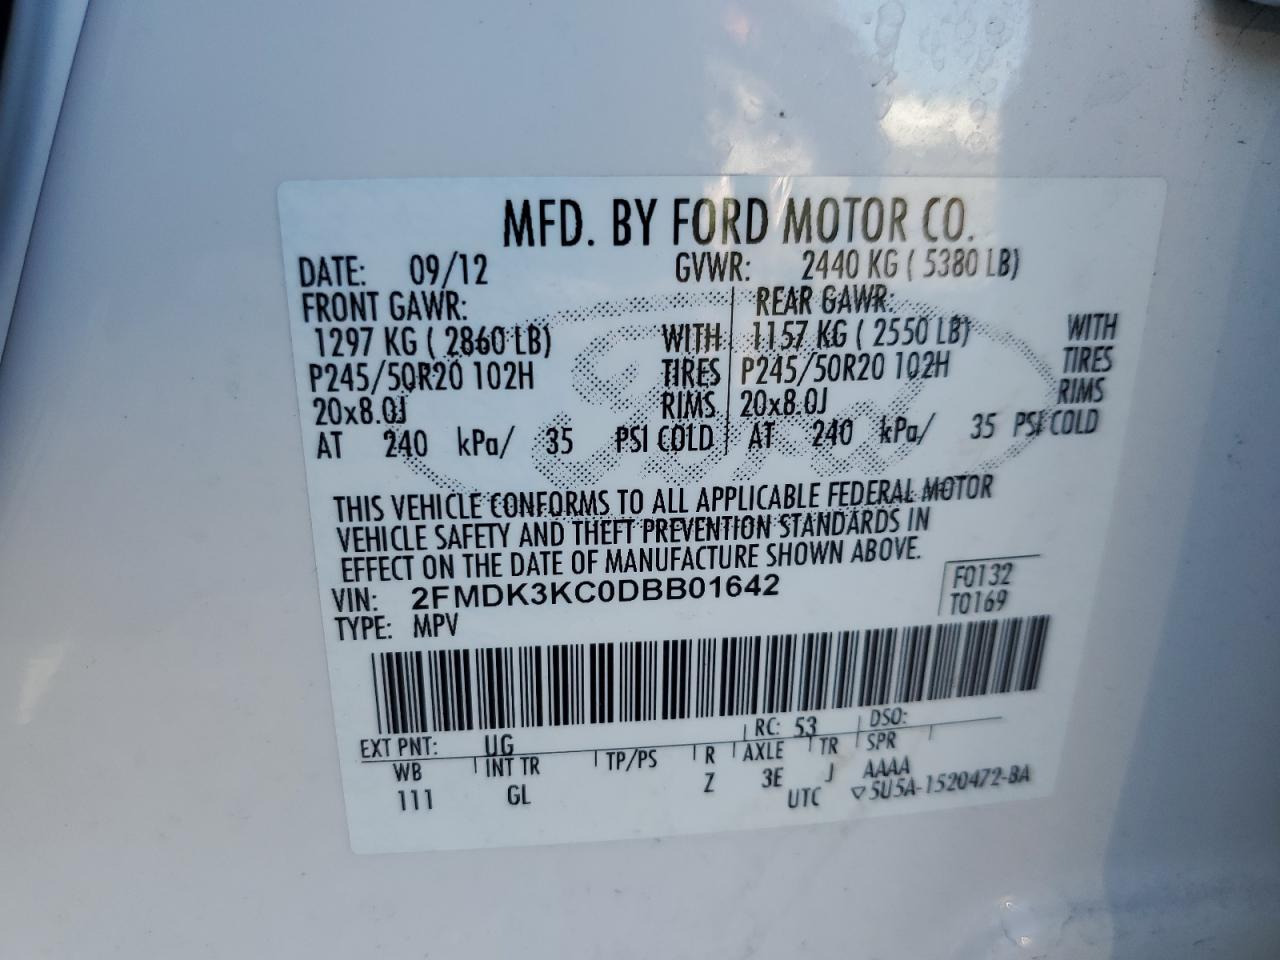 MFD. BY FORD MOTOR CO.
DATE: 09/12 GVWR: 2440 KG ( 5380 LB)
FRONT GAWR: REAR GAWR:
1297 KG ( 2860 LB) WITH 1157 KG ( 2550 LB) WITH
P245/50R20 102H TIRES P245/50R20 102H TIRES
20x8.0J RIMS 20x8.0J RIMS
AT 240 kPa/ 35 PSI COLD AT 240 kPa/ 35 PSI COLD
Ford
THIS VEHICLE CONFORMS TO ALL APPLICABLE FEDERAL MOTOR
VEHICLE SAFETY AND THEFT PREVENTION STANDARDS IN
EFFECT ON THE DATE OF MANUFACTURE SHOWN ABOVE.
VIN: 2FMDK3KC0DBB01642 F0132
TYPE: MPV T0169
EXT PNT: UG RC: 53 DSO:
WB INT TR TP/PS R AXLE TR SPR
111 GL Z 3E J AAAA
UTC ▽5U5A-1520472-BA